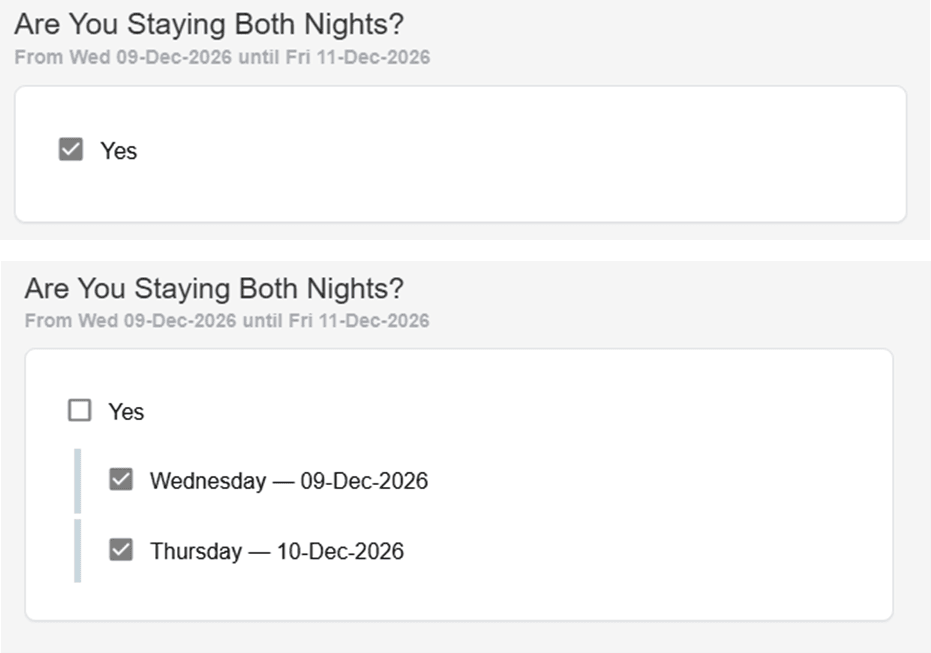 Are You Staying Both Nights?
From Wed 09-Dec-2026 until Fri 11-Dec-2026
Yes
Are You Staying Both Nights?
From Wed 09-Dec-2026 until Fri 11-Dec-2026
Yes
Wednesday — 09-Dec-2026
Thursday — 10-Dec-2026